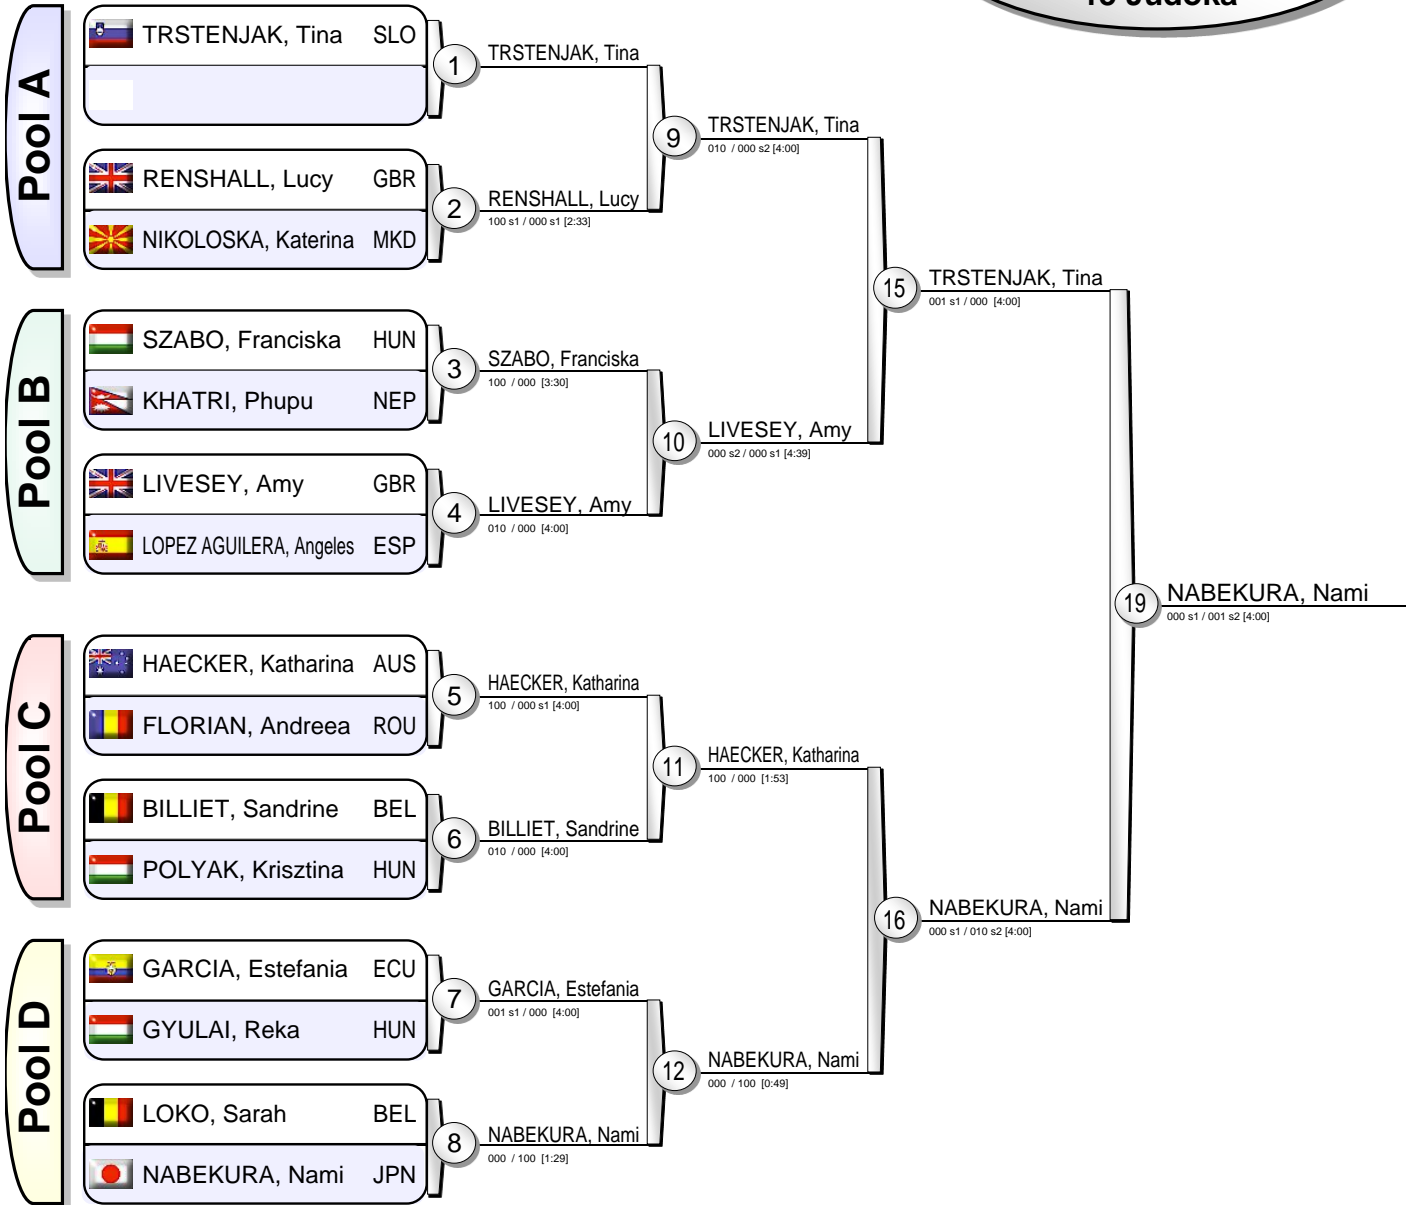 15 Judoka
Pool A
TRSTENJAK, Tina SLO
RENSHALL, Lucy GBR
NIKOLOSKA, Katerina MKD
Pool B
SZABO, Franciska HUN
KHATRI, Phupu NEP
LIVESEY, Amy GBR
LOPEZ AGUILERA, Angeles ESP
Pool C
HAECKER, Katharina AUS
FLORIAN, Andreea ROU
BILLIET, Sandrine BEL
POLYAK, Krisztina HUN
Pool D
GARCIA, Estefania ECU
GYULAI, Reka HUN
LOKO, Sarah BEL
NABEKURA, Nami JPN
1
TRSTENJAK, Tina
2
RENSHALL, Lucy
100 s1 / 000 s1 [2:33]
3
SZABO, Franciska
100 / 000 [3:30]
4
LIVESEY, Amy
010 / 000 [4:00]
5
HAECKER, Katharina
100 / 000 s1 [4:00]
6
BILLIET, Sandrine
010 / 000 [4:00]
7
GARCIA, Estefania
001 s1 / 000 [4:00]
8
NABEKURA, Nami
000 / 100 [1:29]
9
TRSTENJAK, Tina
010 / 000 s2 [4:00]
10
LIVESEY, Amy
000 s2 / 000 s1 [4:39]
11
HAECKER, Katharina
100 / 000 [1:53]
12
NABEKURA, Nami
000 / 100 [0:49]
15
TRSTENJAK, Tina
001 s1 / 000 [4:00]
16
NABEKURA, Nami
000 s1 / 010 s2 [4:00]
19
NABEKURA, Nami
000 s1 / 001 s2 [4:00]